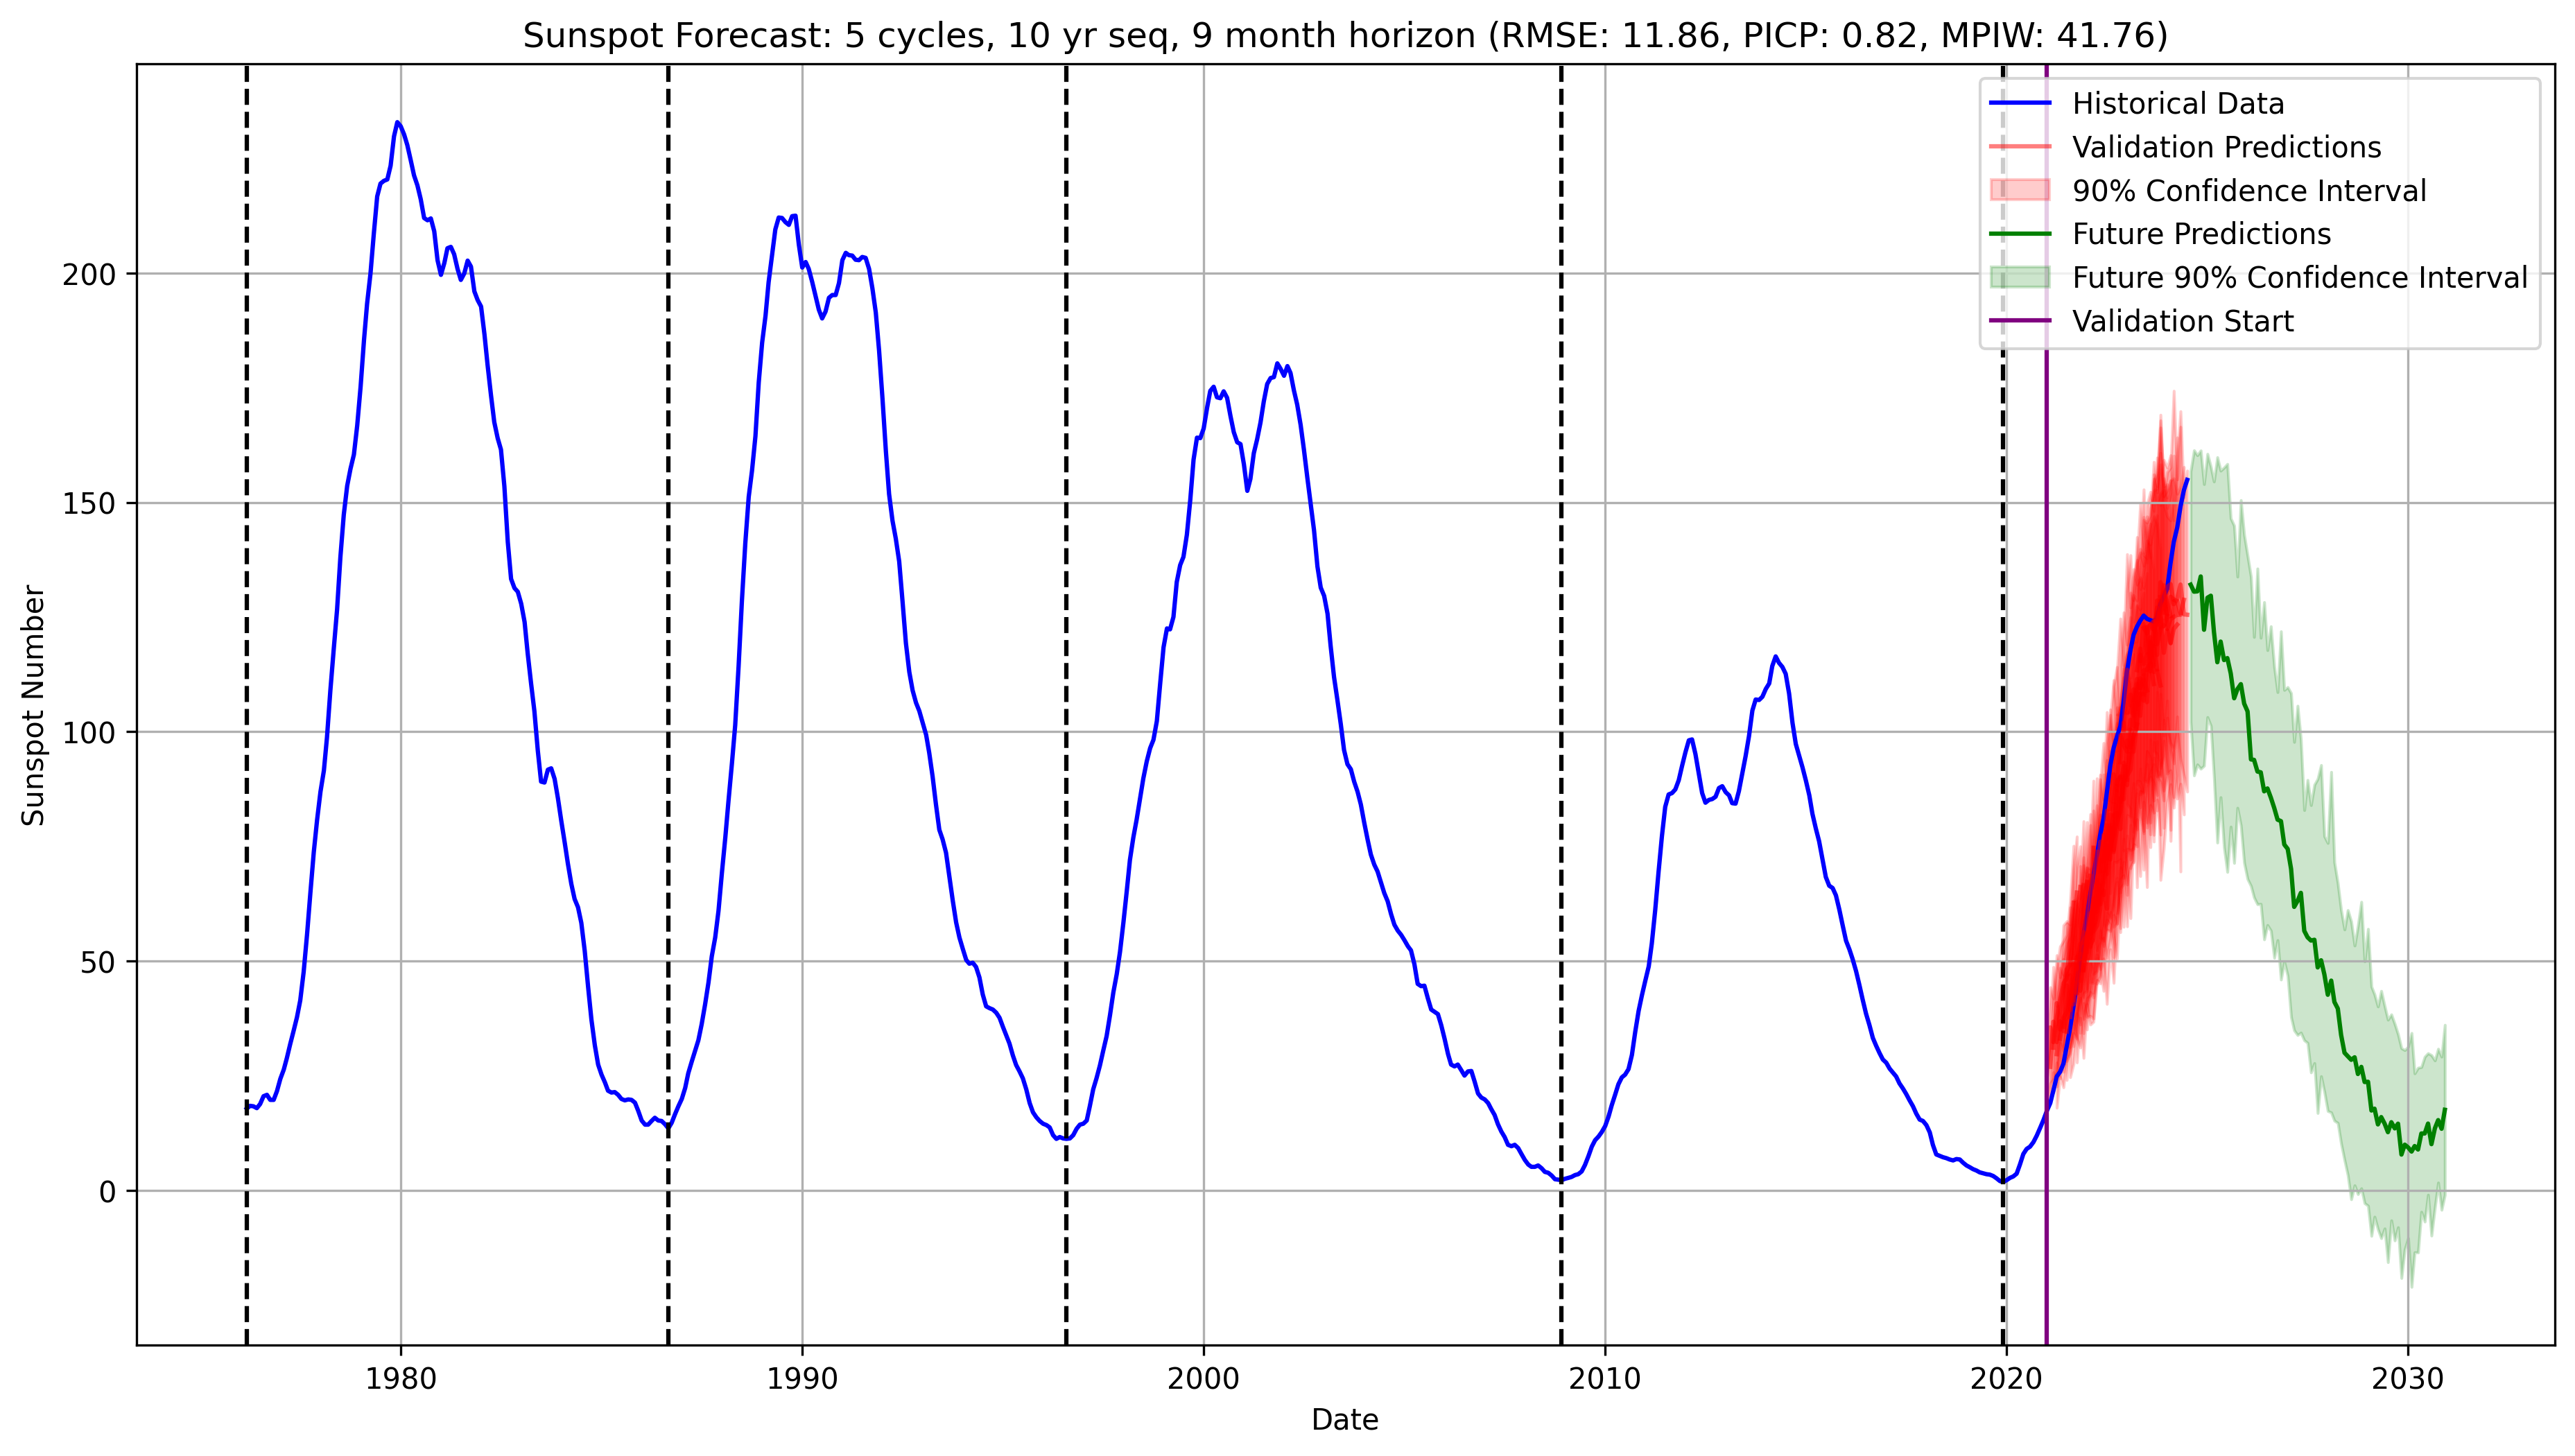 Sunspot Forecast: 5 cycles, 10 yr seq, 9 month horizon (RMSE: 11.86, PICP: 0.82, MPIW: 41.76)
Historical Data
Validation Predictions
90% Confidence Interval
Future Predictions
Future 90% Confidence Interval
Validation Start
Sunspot Number
200
150
100
50
0
1980
1990
2000
2010
2020
2030
Date